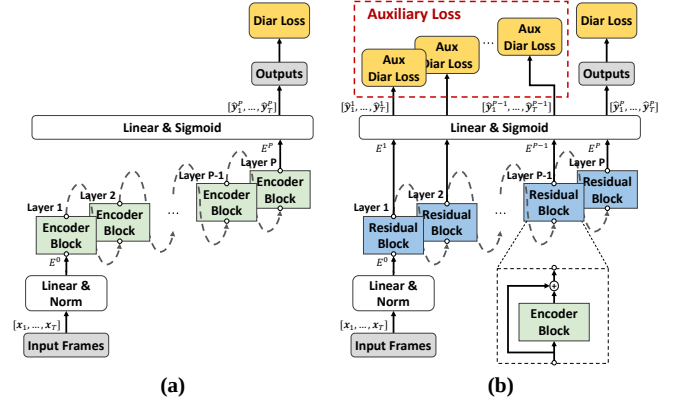 Diar Loss
Outputs
[ŷ₁ᴾ, …, ŷ_Tᴾ]
Linear & Sigmoid
Eᴾ
Layer P
Layer P-1
Layer 2
Layer 1
Encoder
Block
Encoder
Block
...
Encoder
Block
Encoder
Block
E⁰
Linear &
Norm
[x₁, …, x_T]
Input Frames
(a)
Auxiliary Loss
Aux
Diar Loss
Aux
Diar Loss
...
Aux
Diar Loss
Diar Loss
Outputs
[ŷ₁¹, …, ŷ_T¹]
[ŷ₁ᴾ⁻¹, …, ŷ_Tᴾ⁻¹]
[ŷ₁ᴾ, …, ŷ_Tᴾ]
Linear & Sigmoid
E¹
Eᴾ⁻¹
Eᴾ
Layer P
Layer P-1
Layer 2
Layer 1
Residual
Block
Residual
Block
...
Residual
Block
Residual
Block
E⁰
Linear &
Norm
[x₁, …, x_T]
Input Frames
+
Encoder
Block
(b)